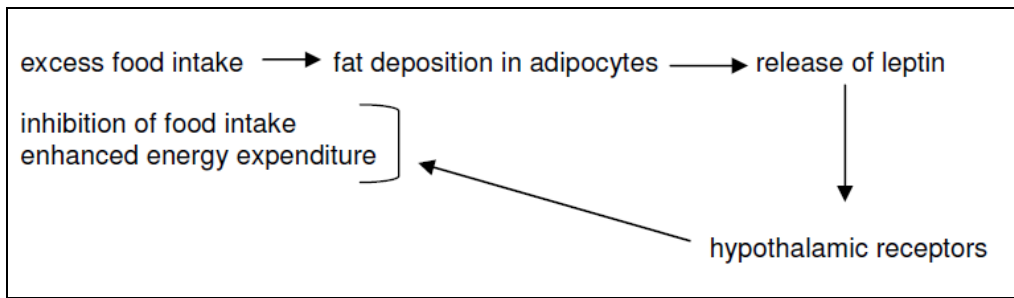 excess food intake fat deposition in adipocytes release of leptin
inhibition of food intake
enhanced energy expenditure
hypothalamic receptors